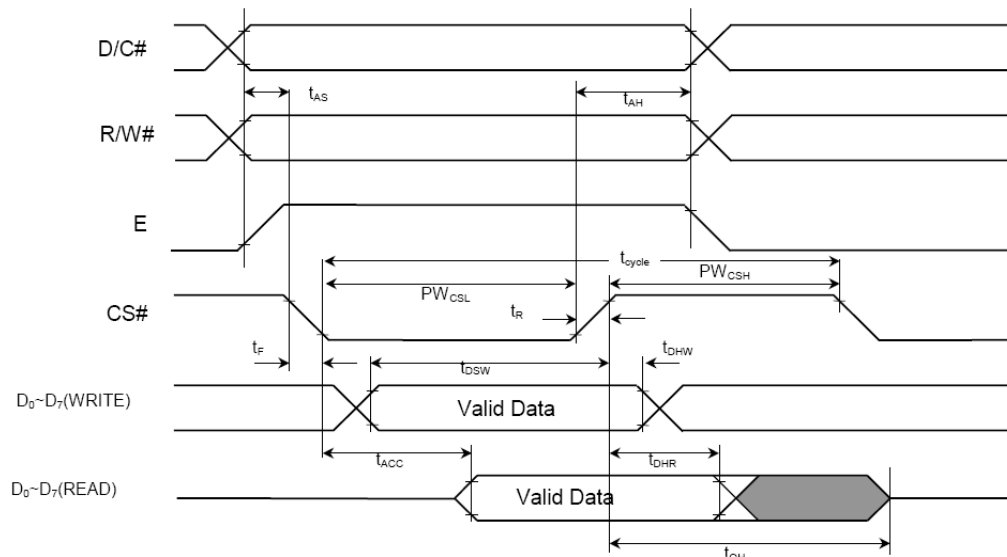 D/C#
tAS
tAH
R/W#
E
tcycle
PWCSL
PWCSH
CS#
tR
tF
tDSW
tDHW
D0~D7(WRITE)
Valid Data
tACC
tDHR
D0~D7(READ)
Valid Data